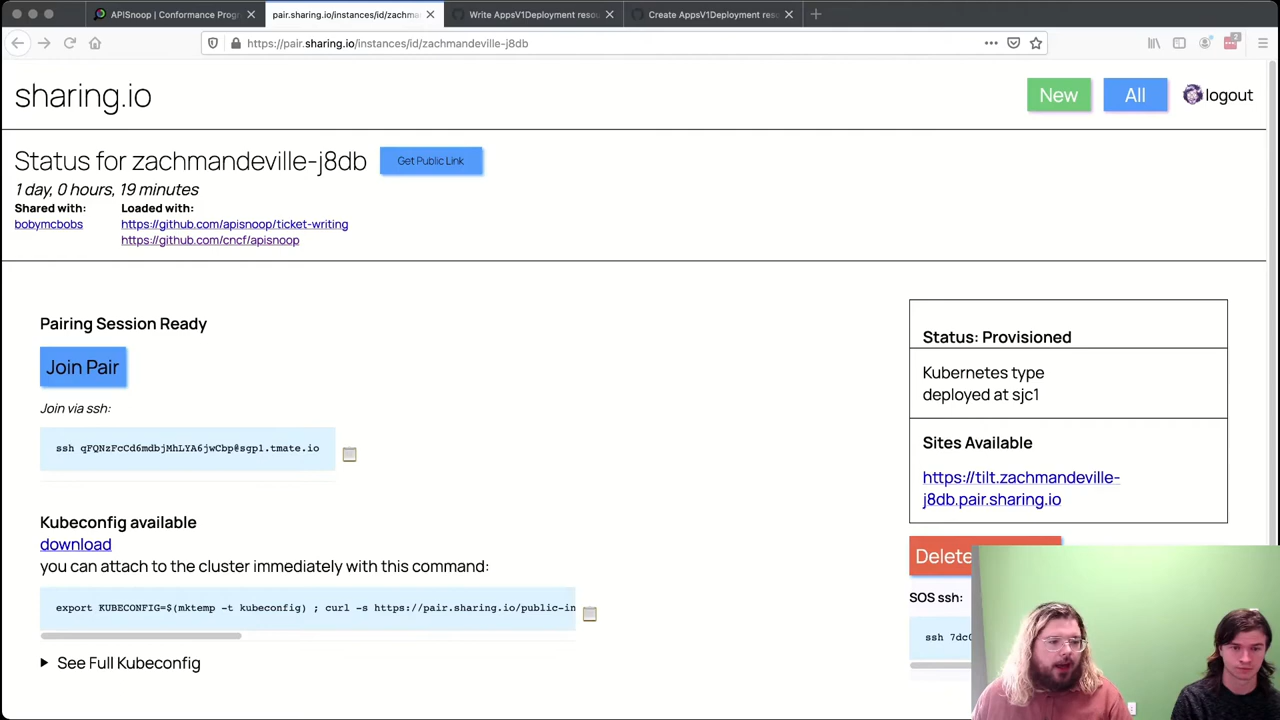 APISnoop | Conformance Progr
pair.sharing.io/instances/id/zachma
Write AppsV1Deployment resou
Create AppsV1Deployment reso
https://pair.sharing.io/instances/id/zachmandeville-j8db
2
sharing.io
New
All
logout
Status for zachmandeville-j8db
Get Public Link
1 day, 0 hours, 19 minutes
Shared with:
Loaded with:
bobymcbobs
https://github.com/apisnoop/ticket-writing
https://github.com/cncf/apisnoop
Pairing Session Ready
Join Pair
Join via ssh:
ssh qFQNzFcCd6mdbjMhLYA6jwCbp@sgp1.tmate.io
Kubeconfig available
download
you can attach to the cluster immediately with this command:
export KUBECONFIG=$(mktemp -t kubeconfig) ; curl -s https://pair.sharing.io/public-in
See Full Kubeconfig
Status: Provisioned
Kubernetes type
deployed at sjc1
Sites Available
https://tilt.zachmandeville-
j8db.pair.sharing.io
Delete
SOS ssh:
ssh 7dc